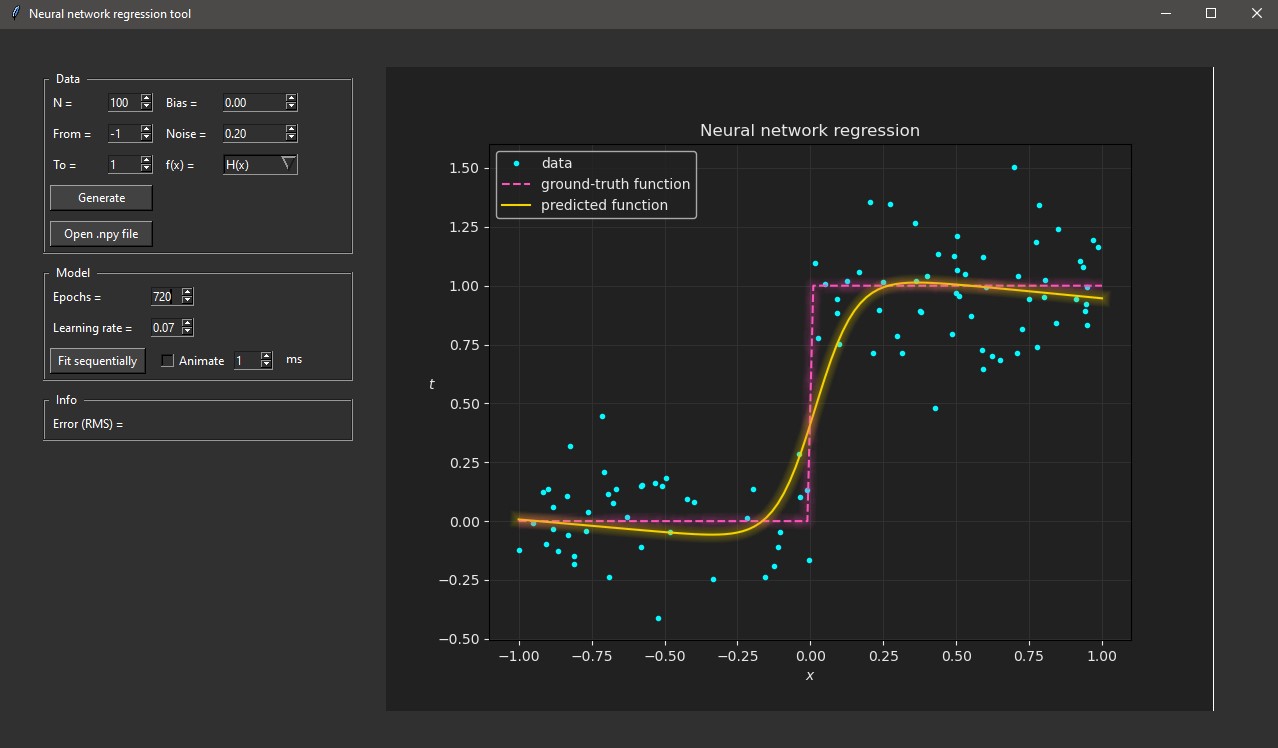 Neural network regression tool
Data
N = 100 Bias = 0.00
From = -1 Noise = 0.20
To = 1 f(x) = H(x)
Generate
Open .npy file
Model
Epochs = 720
Learning rate = 0.07
Fit sequentially Animate 1 ms
Info
Error (RMS) =
Neural network regression
data
ground-truth function
predicted function
1.50
1.25
1.00
0.75
0.50
0.25
0.00
−0.25
−0.50
t
−1.00 −0.75 −0.50 −0.25 0.00 0.25 0.50 0.75 1.00
x